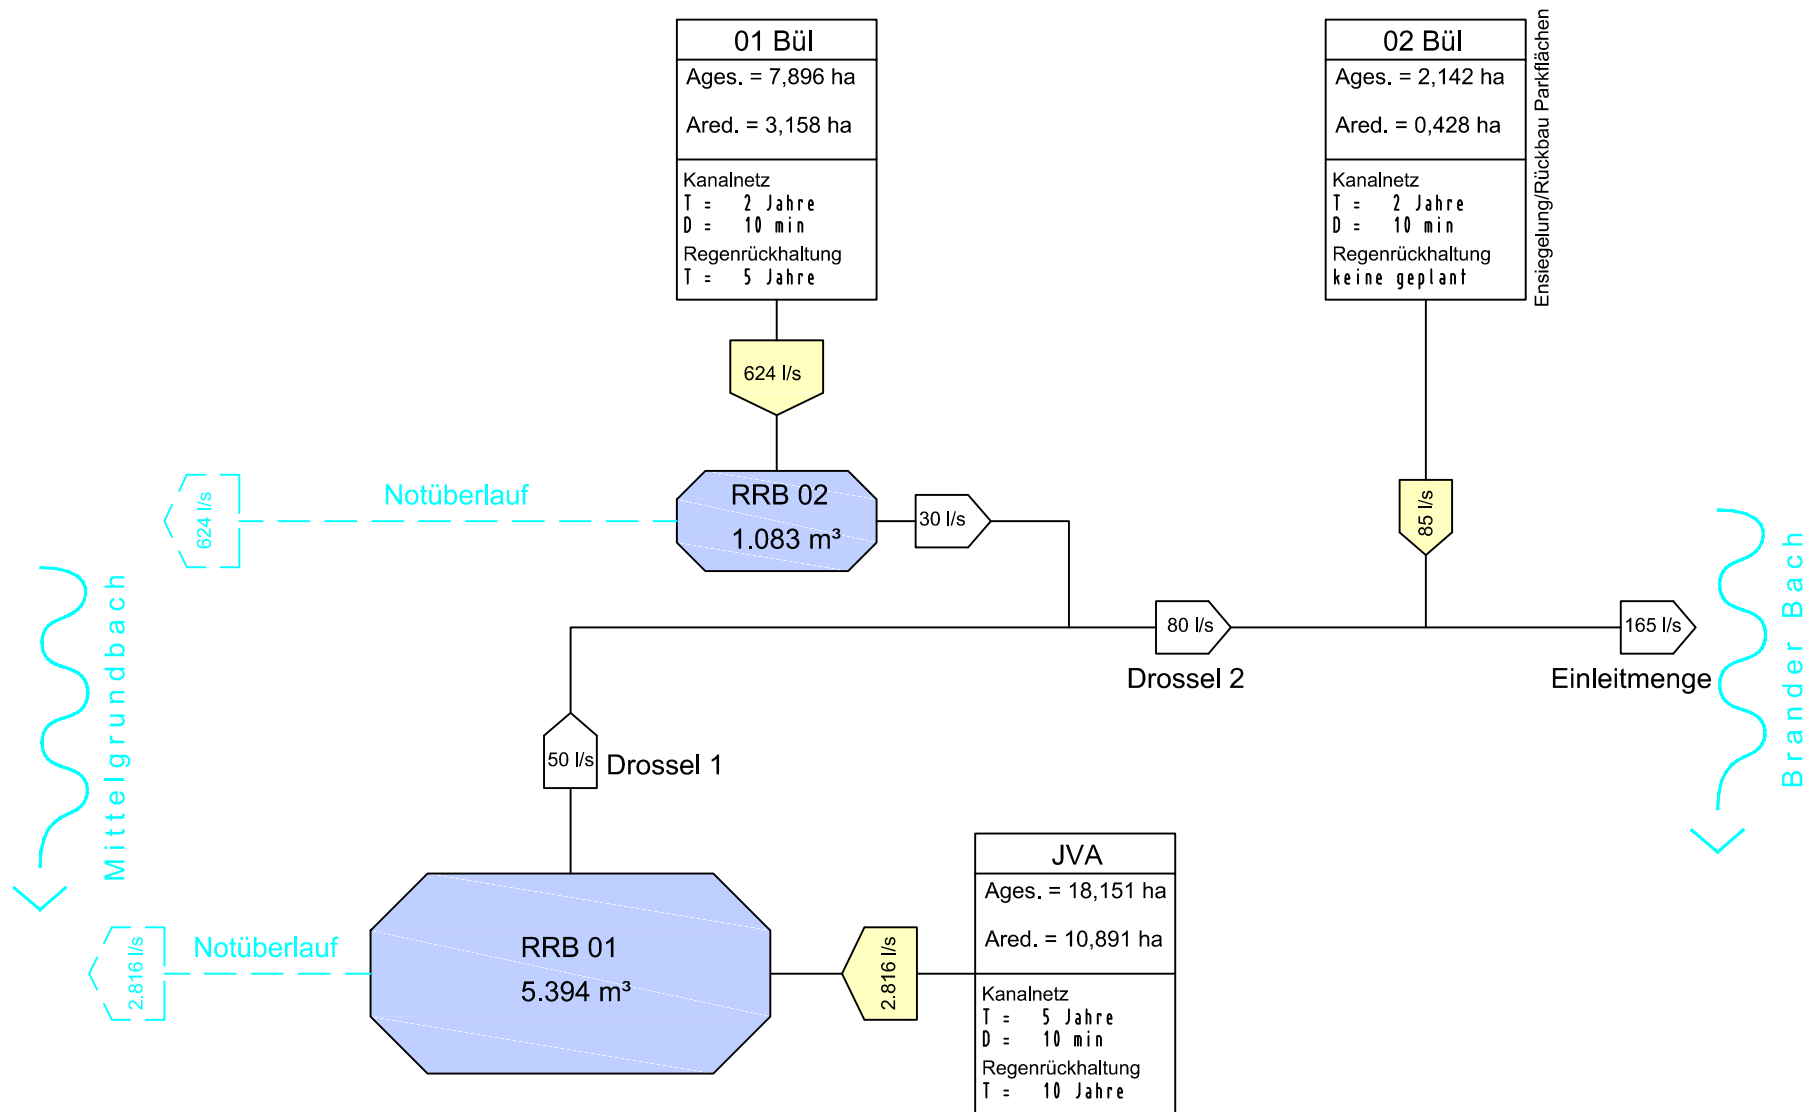 01 Bül
Ages. = 7,896 ha
Ared. = 3,158 ha
Kanalnetz
T = 2 Jahre
D = 10 min
Regenrückhaltung
T = 5 Jahre
02 Bül
Ages. = 2,142 ha
Ared. = 0,428 ha
Kanalnetz
T = 2 Jahre
D = 10 min
Regenrückhaltung
keine geplant
Ensiegelung/Rückbau Parkflächen
624 l/s
Notüberlauf
624 l/s
RRB 02
1.083 m³
30 l/s
85 l/s
Mittelgrundbach
80 l/s
Drossel 2
165 l/s
Einleitmenge
Brander Bach
50 l/s
Drossel 1
Notüberlauf
2.816 l/s
RRB 01
5.394 m³
2.816 l/s
JVA
Ages. = 18,151 ha
Ared. = 10,891 ha
Kanalnetz
T = 5 Jahre
D = 10 min
Regenrückhaltung
T = 10 Jahre